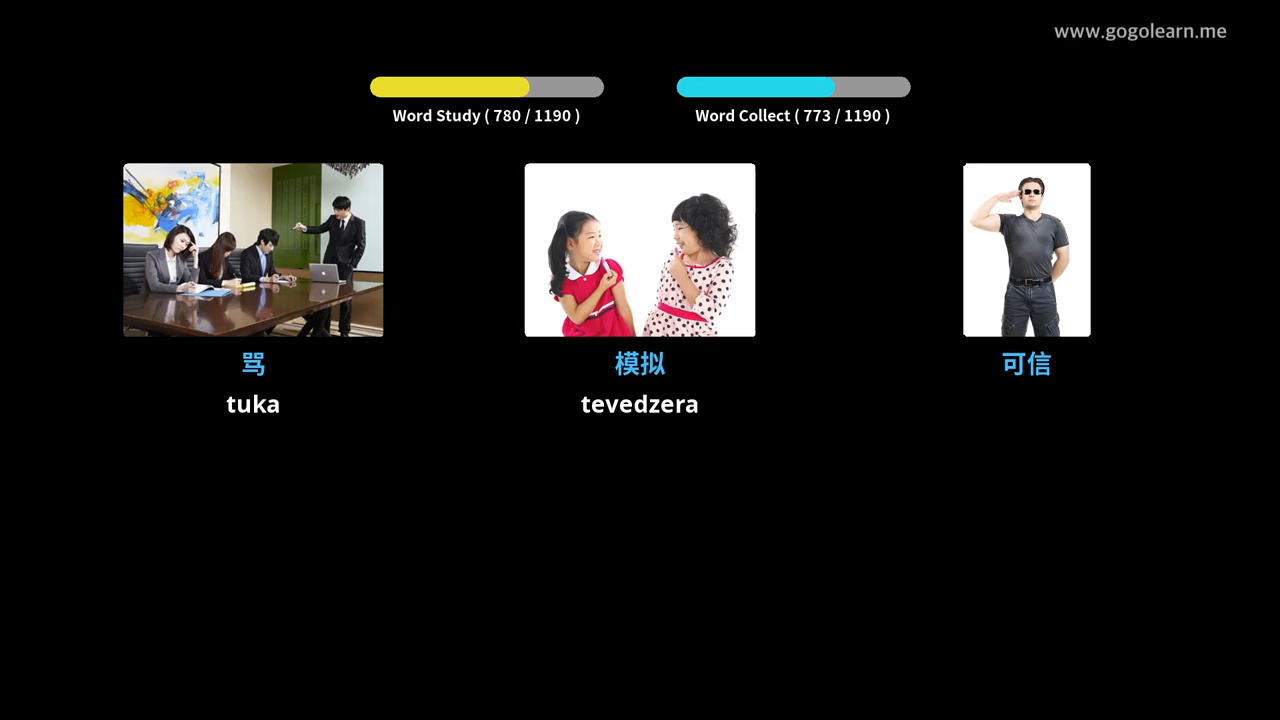 www.gogolearn.me
Word Study ( 780 / 1190 )
Word Collect ( 773 / 1190 )
骂
tuka
模拟
tevedzera
可信